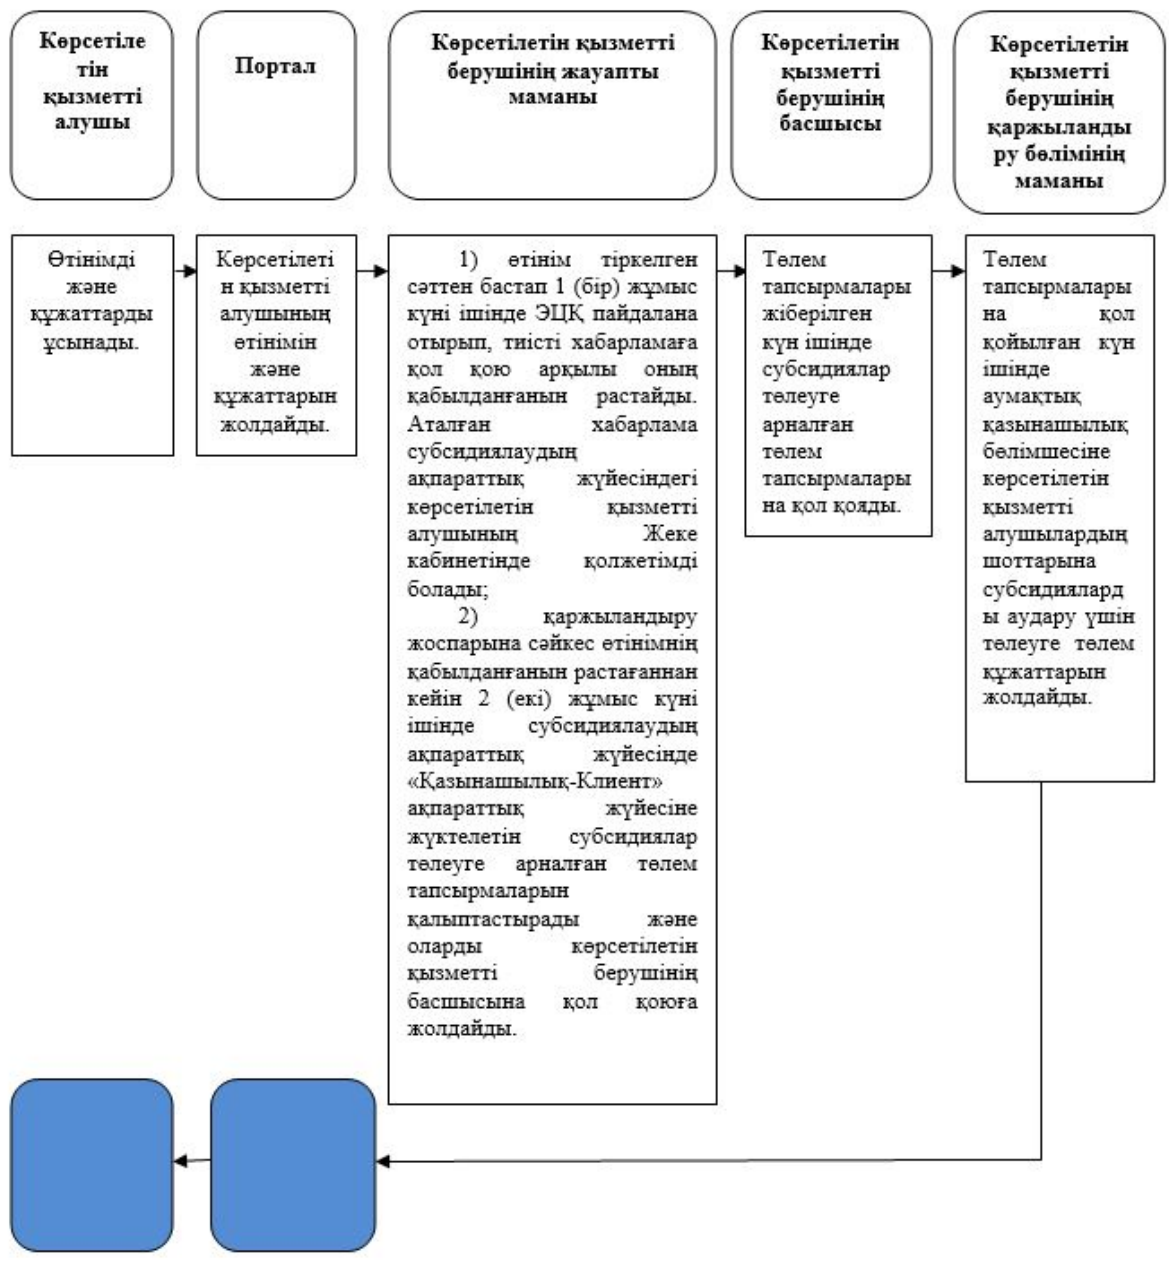 Көрсетіле
тін
қызметті
алушы
Портал
Көрсетілетін қызметті
берушінің жауапты
маманы
Көрсетілетін
қызметті
берушінің
басшысы
Көрсетілетін
қызметті
берушінің
қаржыланды
ру бөлімінің
маманы
Өтінімді
және
құжаттарды
ұсынады.
Көрсетілеті
н қызметті
алушының
өтінімін
және
құжаттарын
жолдайды.
1) өтінім тіркелген
сәттен бастап 1 (бір) жұмыс
күні ішінде ЭЦҚ пайдалана
отырып, тиісті хабарламаға
қол қою арқылы оның
қабылданғанын растайды.
Аталған хабарлама
субсидиялаудың
ақпараттық жүйесіндегі
көрсетілетін қызметті
алушының Жеке
кабинетінде қолжетімді
болады;
2) қаржыландыру
жоспарына сәйкес өтінімнің
қабылданғанын растағаннан
кейін 2 (екі) жұмыс күні
ішінде субсидиялаудың
ақпараттық жүйесінде
«Қазынашылық-Клиент»
ақпараттық жүйесіне
жүктелетін субсидиялар
төлеуге арналған төлем
тапсырмаларын
қалыптастырады және
оларды көрсетілетін
қызметті берушінің
басшысына қол қоюға
жолдайды.
Төлем
тапсырмалары
жіберілген
күн ішінде
субсидиялар
төлеуге
арналған
төлем
тапсырмалары
на қол қояды.
Төлем
тапсырмалары
на қол
қойылған күн
ішінде
аумақтық
қазынашылық
бөлімшесіне
көрсетілетін
қызметті
алушылардың
шоттарына
субсидиялард
ы аудару үшін
төлеуге төлем
құжаттарын
жолдайды.